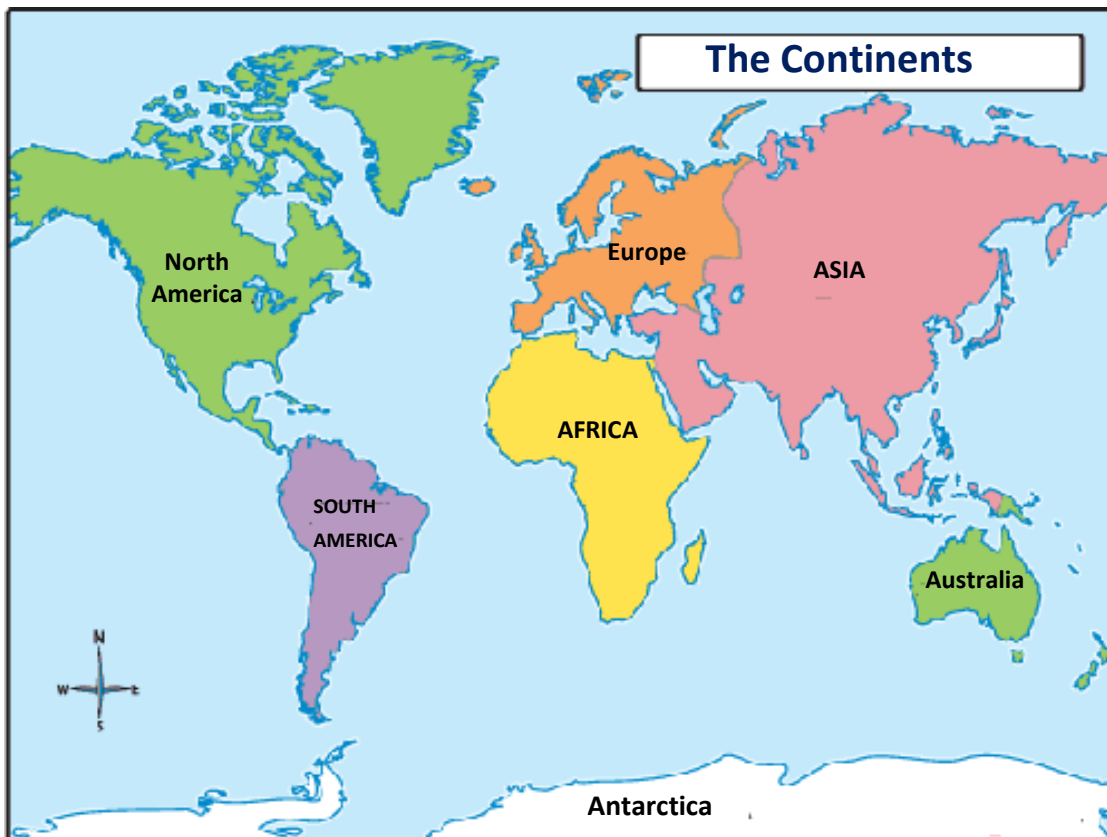 The Continents
North
America
Europe
ASIA
AFRICA
SOUTH
AMERICA
Australia
N
W E
S
Antarctica